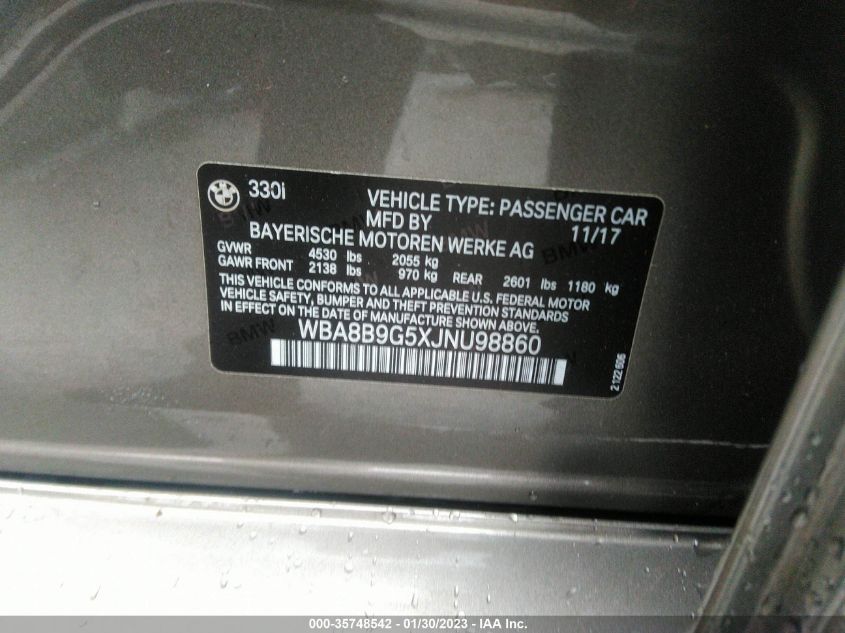 BMW
330i
VEHICLE TYPE: PASSENGER CAR
MFD BY 11/17
BAYERISCHE MOTOREN WERKE AG
GVWR 4530 lbs 2055 kg
GAWR FRONT 2138 lbs 970 kg REAR 2601 lbs 1180 kg
THIS VEHICLE CONFORMS TO ALL APPLICABLE U.S. FEDERAL MOTOR
VEHICLE SAFETY, BUMPER AND THEFT PREVENTION STANDARDS
IN EFFECT ON THE DATE OF MANUFACTURE SHOWN ABOVE.
WBA8B9G5XJNU98860
2122606
000-35748542 - 01/30/2023 - IAA Inc.